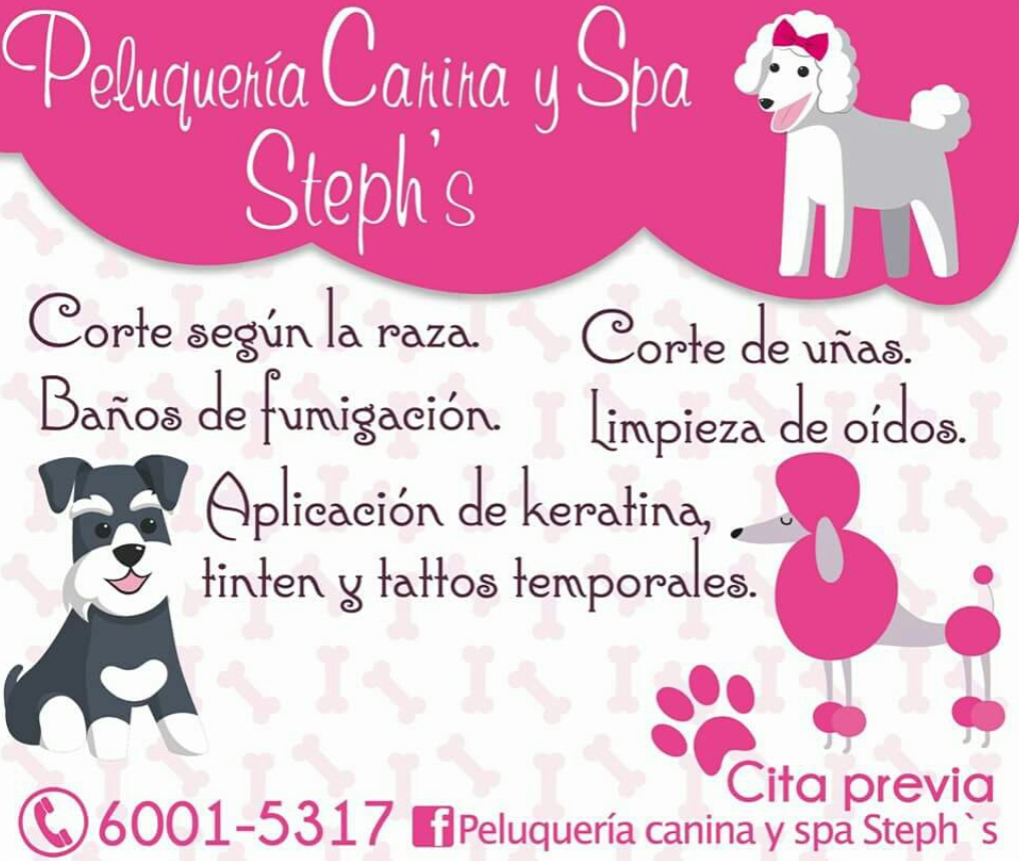 Peluquería Canina y Spa
Steph's
Corte según la raza.
Baños de fumigación.
Corte de uñas.
Limpieza de oídos.
Aplicación de keratina,
tinten y tattos temporales.
Cita previa
6001-5317 f Peluquería canina y spa Steph`s